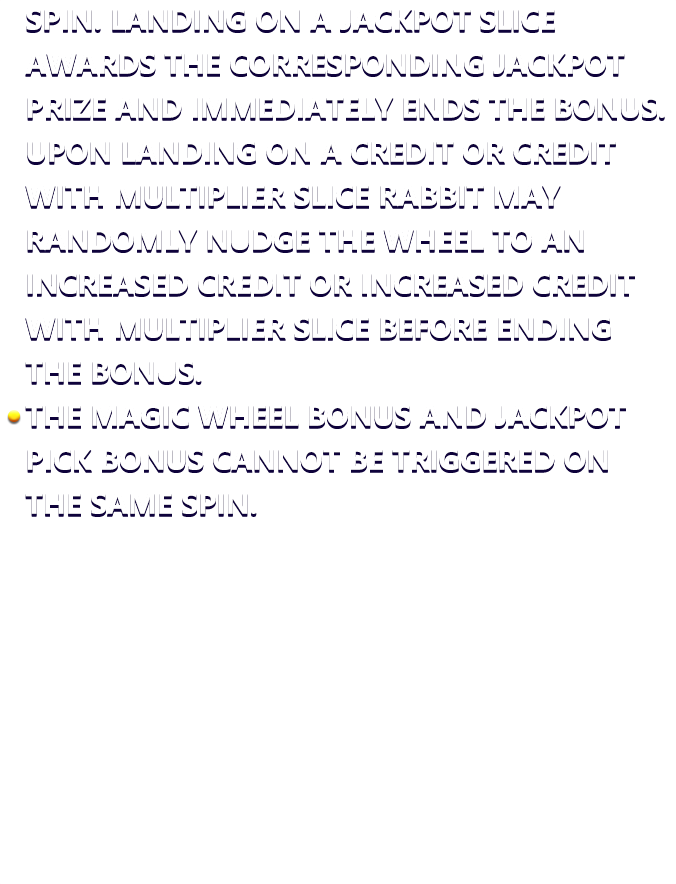 SPIN. LANDING ON A JACKPOT SLICE
AWARDS THE CORRESPONDING JACKPOT
PRIZE AND IMMEDIATELY ENDS THE BONUS.
UPON LANDING ON A CREDIT OR CREDIT
WITH MULTIPLIER SLICE RABBIT MAY
RANDOMLY NUDGE THE WHEEL TO AN
INCREASED CREDIT OR INCREASED CREDIT
WITH MULTIPLIER SLICE BEFORE ENDING
THE BONUS.
THE MAGIC WHEEL BONUS AND JACKPOT
PICK BONUS CANNOT BE TRIGGERED ON
THE SAME SPIN.